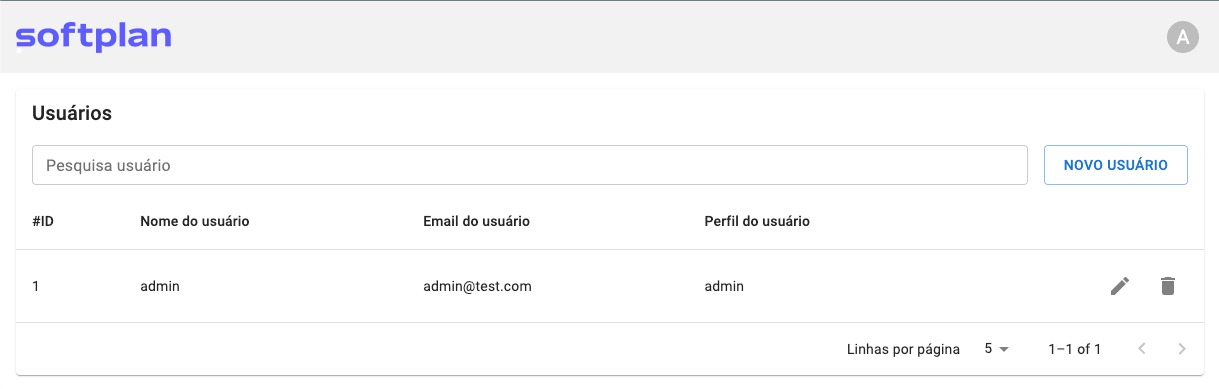 softplan
A
Usuários
Pesquisa usuário
NOVO USUÁRIO
#ID Nome do usuário Email do usuário Perfil do usuário
1 admin admin@test.com admin
Linhas por página 5 1–1 of 1